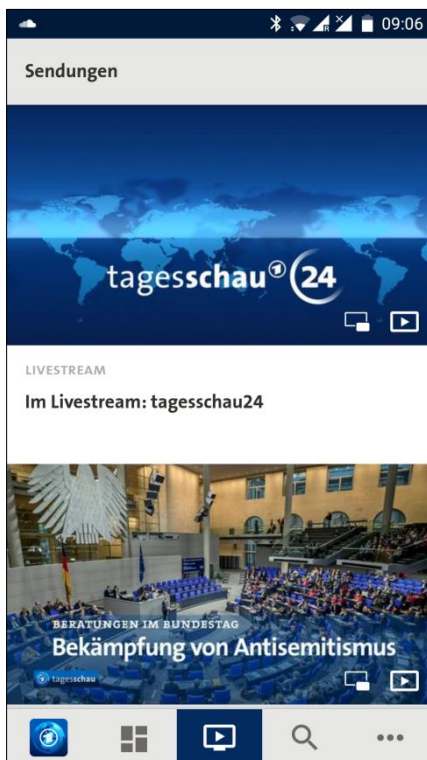 09:06
Sendungen
tagesschau 24
LIVESTREAM
Im Livestream: tagesschau24
BERATUNGEN IM BUNDESTAG
Bekämpfung von Antisemitismus
tagesschau